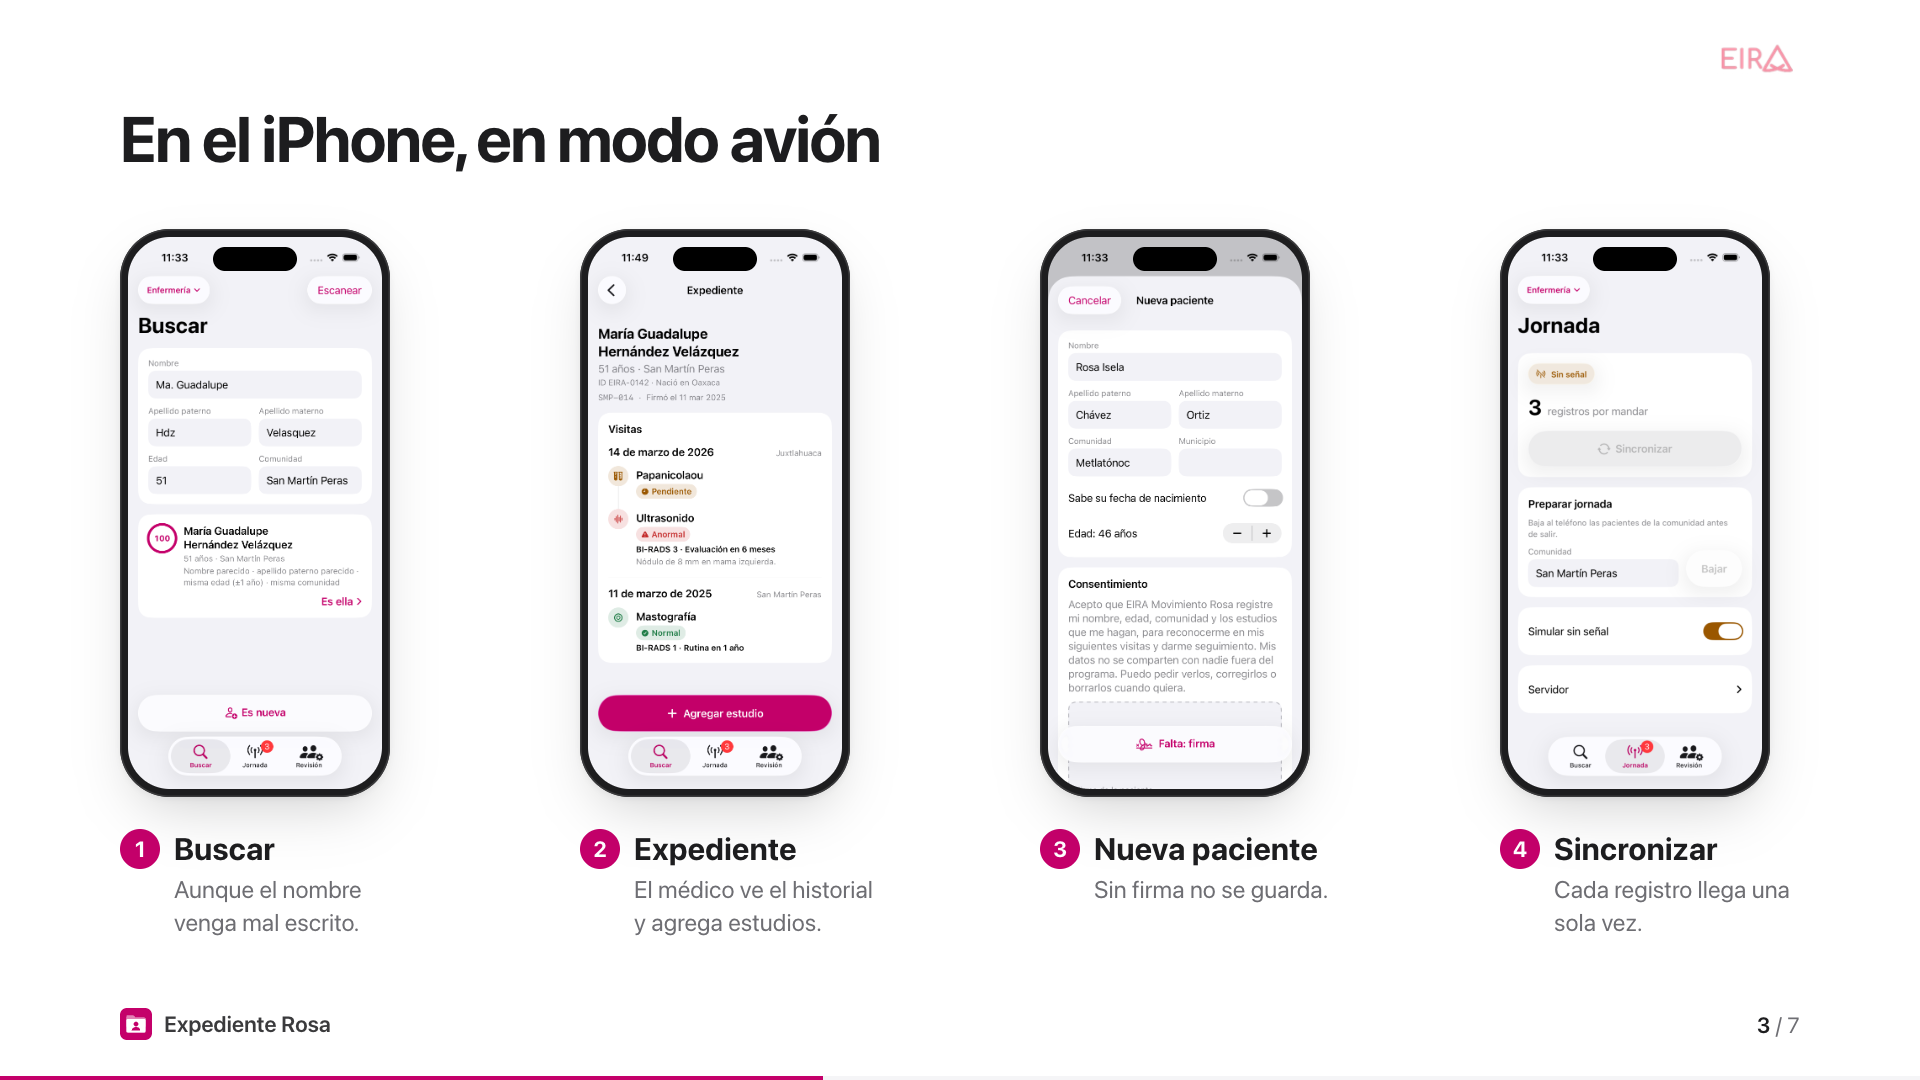 EIRA
En el iPhone, en modo avión
11:33
Enfermería
Escanear
Buscar
Nombre
Ma. Guadalupe
Apellido paterno
Apellido materno
Hdz
Velasquez
Edad
Comunidad
51
San Martín Peras
100
María Guadalupe
Hernández Velázquez
51 años · San Martín Peras
Nombre parecido · apellido paterno parecido ·
misma edad (±1 año) · misma comunidad
Es ella
Es nueva
3
Buscar
Jornada
Revisión
11:49
Expediente
María Guadalupe
Hernández Velázquez
51 años · San Martín Peras
ID EIRA-0142 · Nació en Oaxaca
SMP-014 · Firmó el 11 mar 2025
Visitas
14 de marzo de 2026
Juxtlahuaca
Papanicolaou
Pendiente
Ultrasonido
Anormal
BI-RADS 3 · Evaluación en 6 meses
Nódulo de 8 mm en mama izquierda.
11 de marzo de 2025
San Martín Peras
Mastografía
Normal
BI-RADS 1 · Rutina en 1 año
+ Agregar estudio
3
Buscar
Jornada
Revisión
11:33
Cancelar
Nueva paciente
Nombre
Rosa Isela
Apellido paterno
Apellido materno
Chávez
Ortiz
Comunidad
Municipio
Metlatónoc
Sabe su fecha de nacimiento
Edad: 46 años
− +
Consentimiento
Acepto que EIRA Movimiento Rosa registre
mi nombre, edad, comunidad y los estudios
que me hagan, para reconocerme en mis
siguientes visitas y darme seguimiento. Mis
datos no se comparten con nadie fuera del
programa. Puedo pedir verlos, corregirlos o
borrarlos cuando quiera.
Falta: firma
11:33
Enfermería
Jornada
Sin señal
3 registros por mandar
Sincronizar
Preparar jornada
Baja al teléfono las pacientes de la comunidad antes
de salir.
Comunidad
San Martín Peras
Bajar
Simular sin señal
Servidor
3
Buscar
Jornada
Revisión
1 Buscar
Aunque el nombre
venga mal escrito.
2 Expediente
El médico ve el historial
y agrega estudios.
3 Nueva paciente
Sin firma no se guarda.
4 Sincronizar
Cada registro llega una
sola vez.
Expediente Rosa
3 / 7